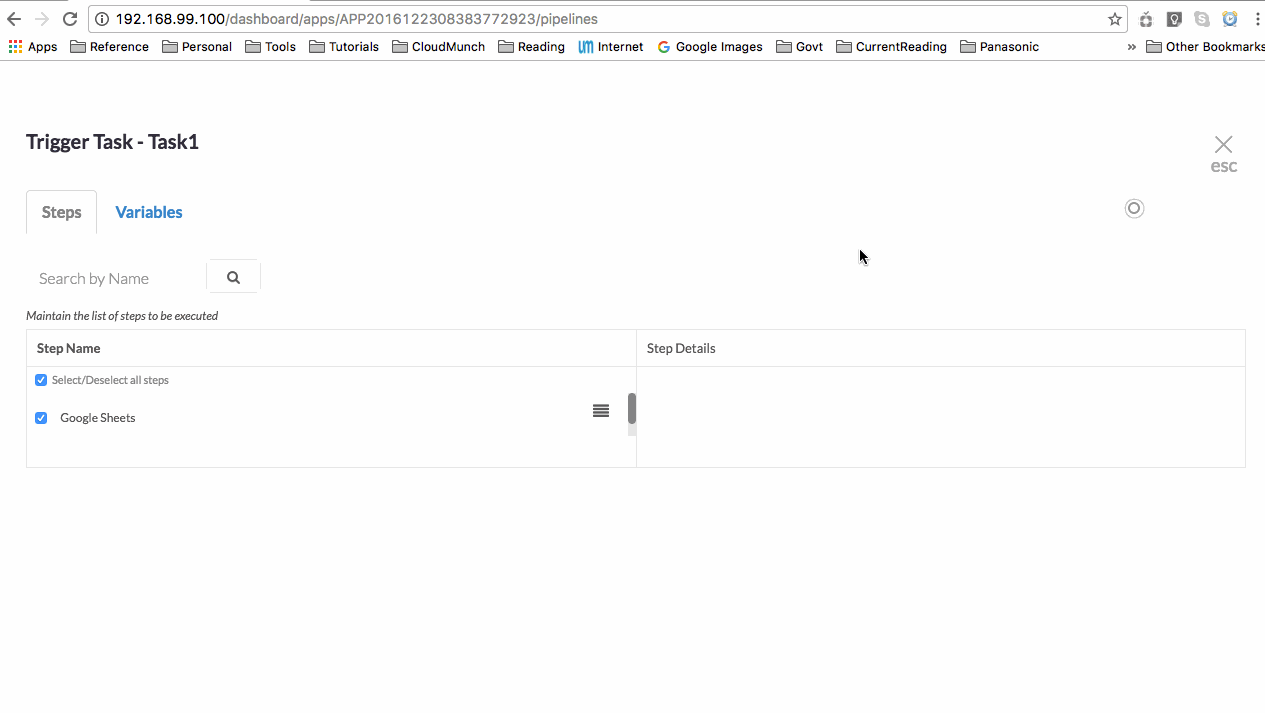 192.168.99.100/dashboard/apps/APP2016122308383772923/pipelines
Apps Reference Personal Tools Tutorials CloudMunch Reading Internet Google Images Govt CurrentReading Panasonic » Other Bookmarks
Trigger Task - Task1
esc
Steps Variables
Search by Name
Maintain the list of steps to be executed
Step Name Step Details
Select/Deselect all steps
Google Sheets